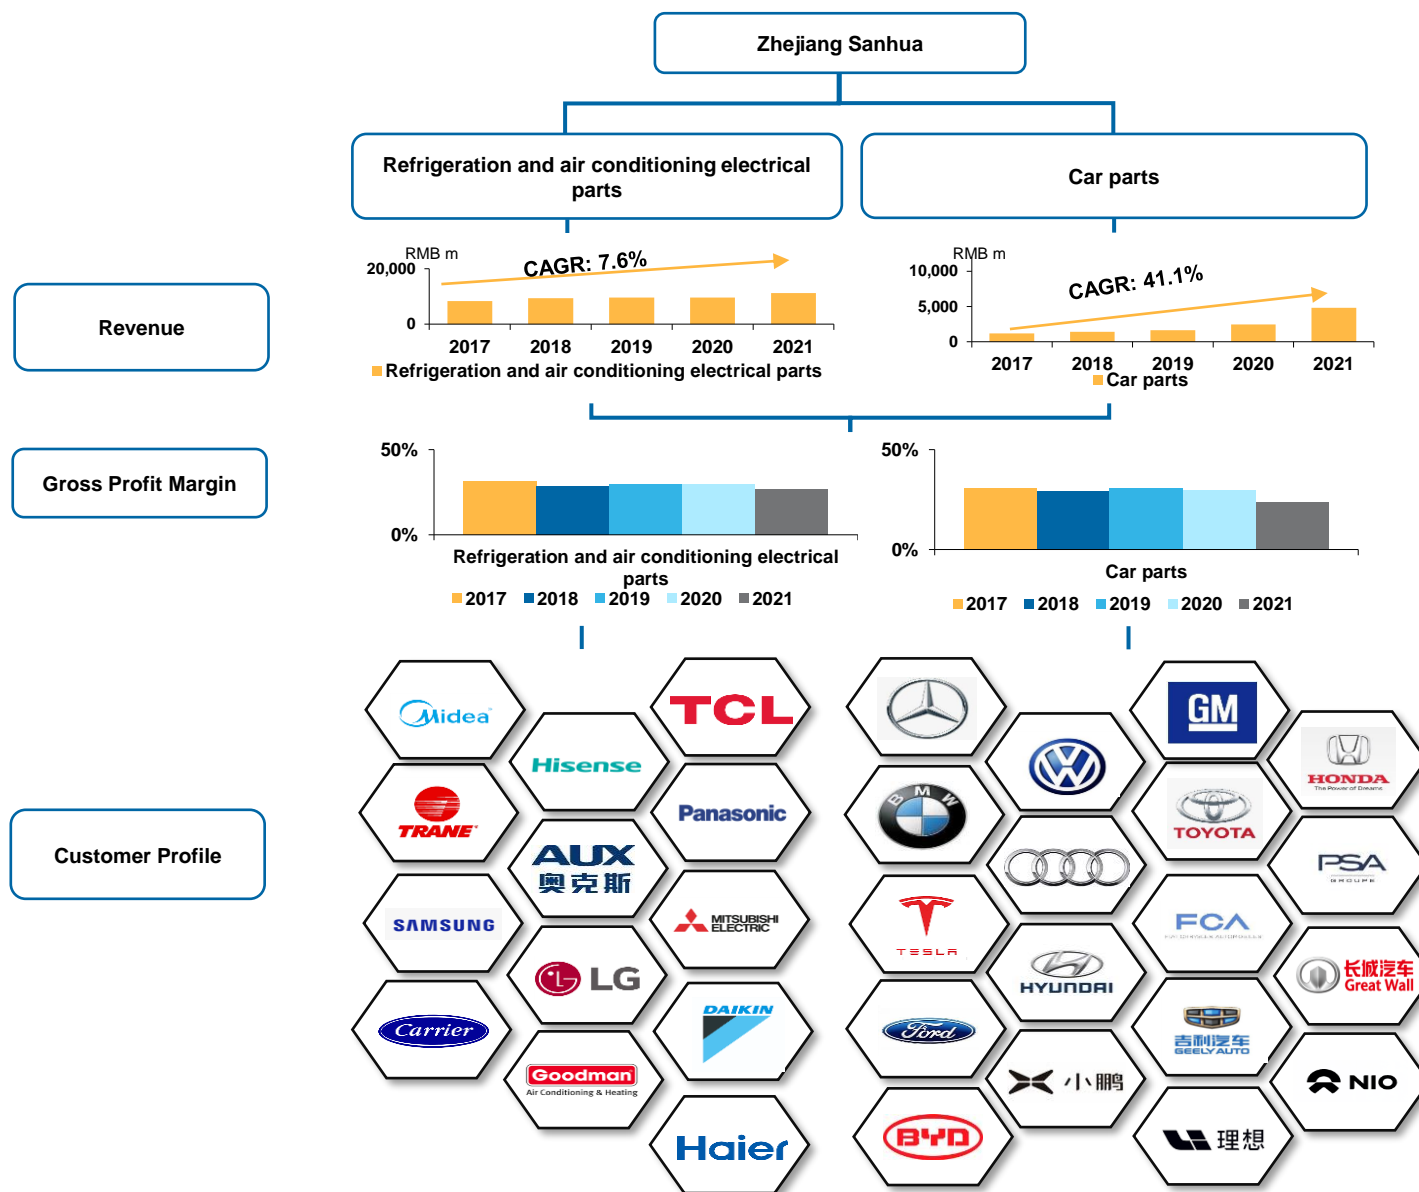 Zhejiang Sanhua
Refrigeration and air conditioning electrical
parts
Car parts
Revenue
RMB m
20,000
0
CAGR: 7.6%
2017 2018 2019 2020 2021
Refrigeration and air conditioning electrical parts
RMB m
10,000
5,000
0
CAGR: 41.1%
2017 2018 2019 2020 2021
Car parts
Gross Profit Margin
50%
0%
Refrigeration and air conditioning electrical
parts
2017 2018 2019 2020 2021
50%
0%
Car parts
2017 2018 2019 2020 2021
Customer Profile
Midea
TCL
Hisense
TRANE
Panasonic
AUX
奥克斯
SAMSUNG
MITSUBISHI
ELECTRIC
LG
Carrier
DAIKIN
Goodman
Air Conditioning & Heating
Haier
GM
VW
HONDA
The Power of Dreams
BMW
TOYOTA
PSA
GROUPE
TESLA
FCA
FIAT CHRYSLER AUTOMOBILES
HYUNDAI
长城汽车
Great Wall
Ford
吉利汽车
GEELY AUTO
小鹏
NIO
BYD
理想